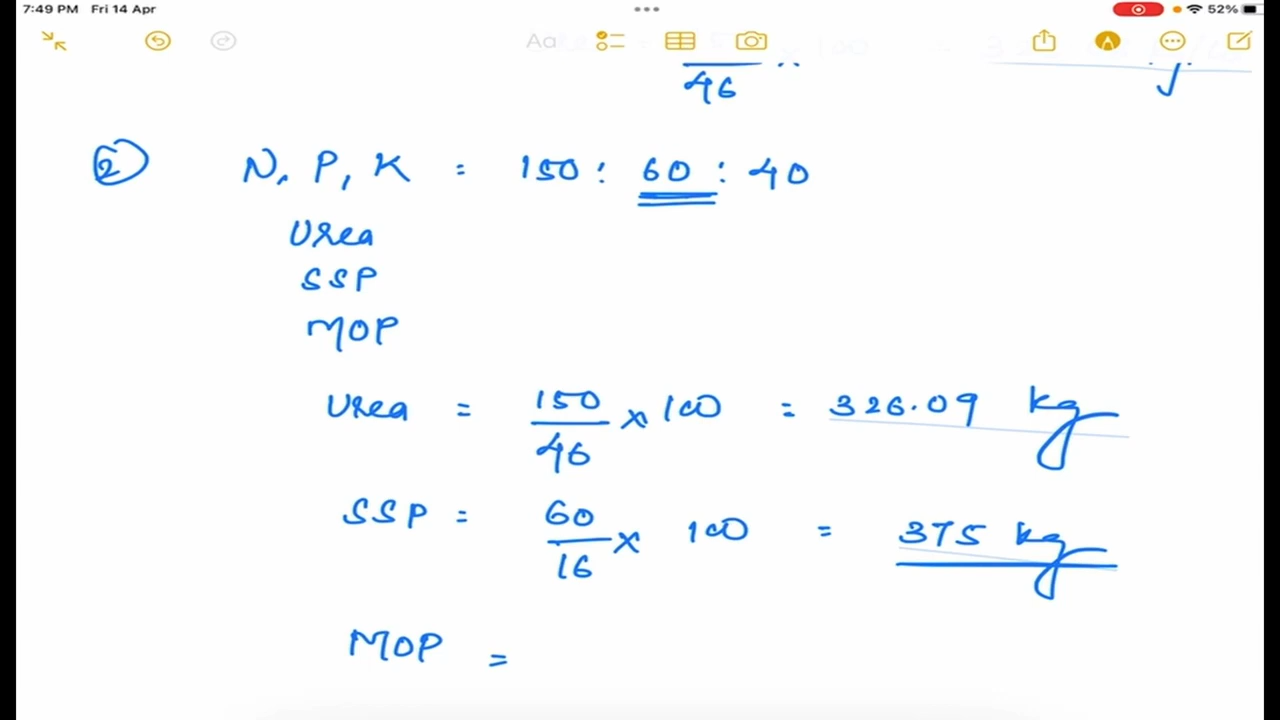 7:49 PM Fri 14 Apr
52%
Aa
46
2 N, P, K = 150 : 60 : 40
Urea
SSP
MOP
Urea = 150/46 × 100 = 326.09 kg
SSP = 60/16 × 100 = 375 kg
MOP =